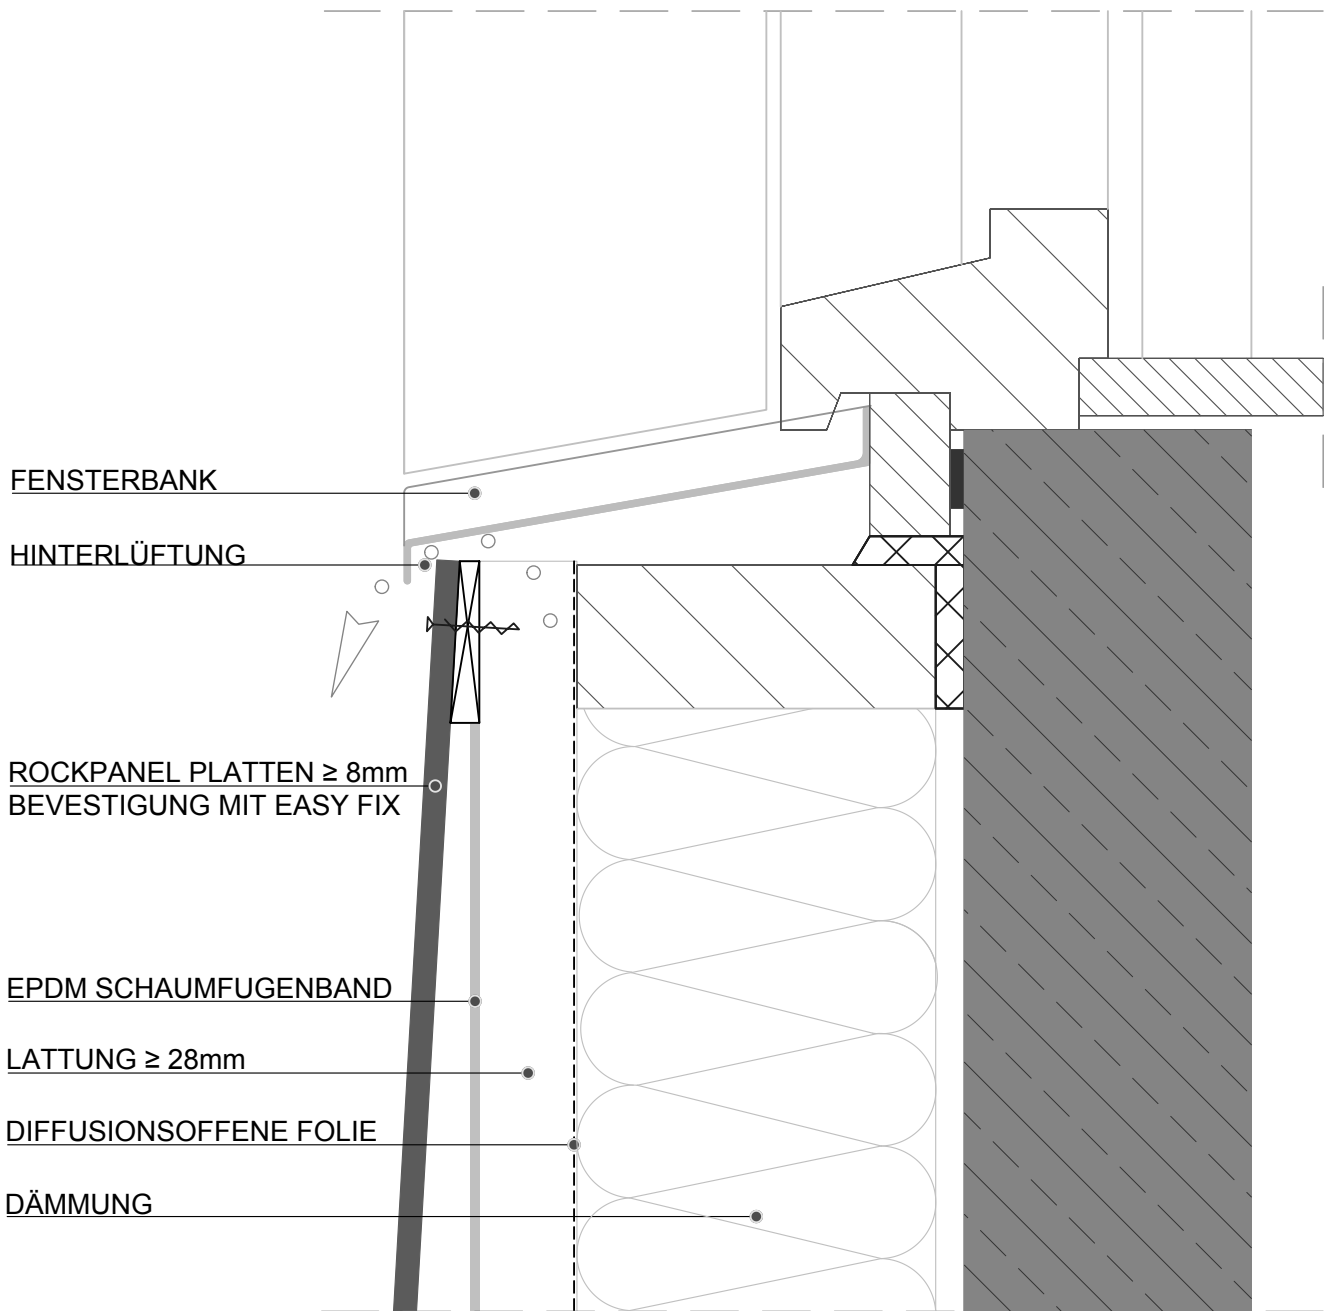 FENSTERBANK
HINTERLÜFTUNG
ROCKPANEL PLATTEN ≥ 8mm
BEVESTIGUNG MIT EASY FIX
EPDM SCHAUMFUGENBAND
LATTUNG ≥ 28mm
DIFFUSIONSOFFENE FOLIE
DÄMMUNG